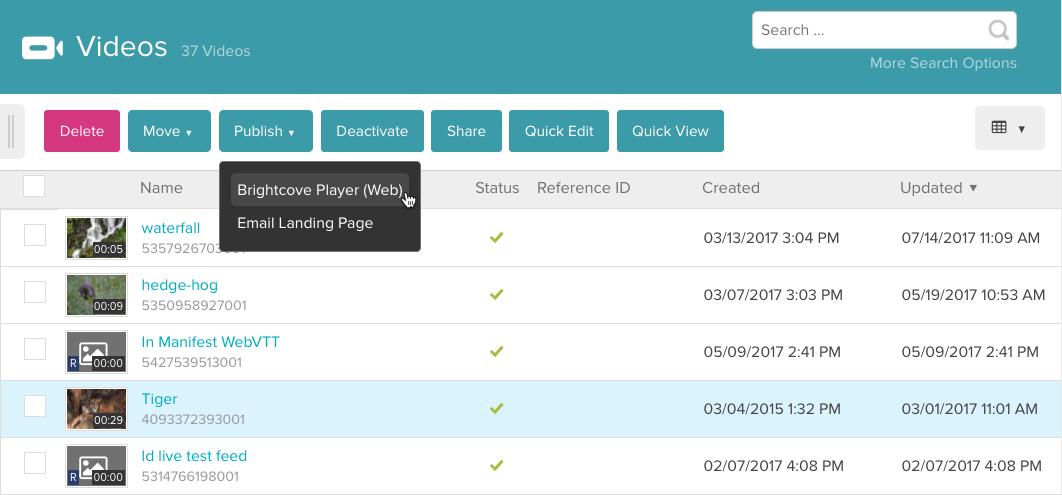 Videos 37 Videos
Search ...
More Search Options
Delete Move Publish Deactivate Share Quick Edit Quick View
Brightcove Player (Web)
Email Landing Page
Name Status Reference ID Created Updated
waterfall
00:05 03/13/2017 3:04 PM 07/14/2017 11:09 AM
hedge-hog
00:09 5350958927001 03/07/2017 3:03 PM 05/19/2017 10:53 AM
In Manifest WebVTT
R 00:00 5427539513001 05/09/2017 2:41 PM 05/09/2017 2:41 PM
Tiger
00:29 4093372393001 03/04/2015 1:32 PM 03/01/2017 11:01 AM
ld live test feed
R 00:00 5314766198001 02/07/2017 4:08 PM 02/07/2017 4:08 PM